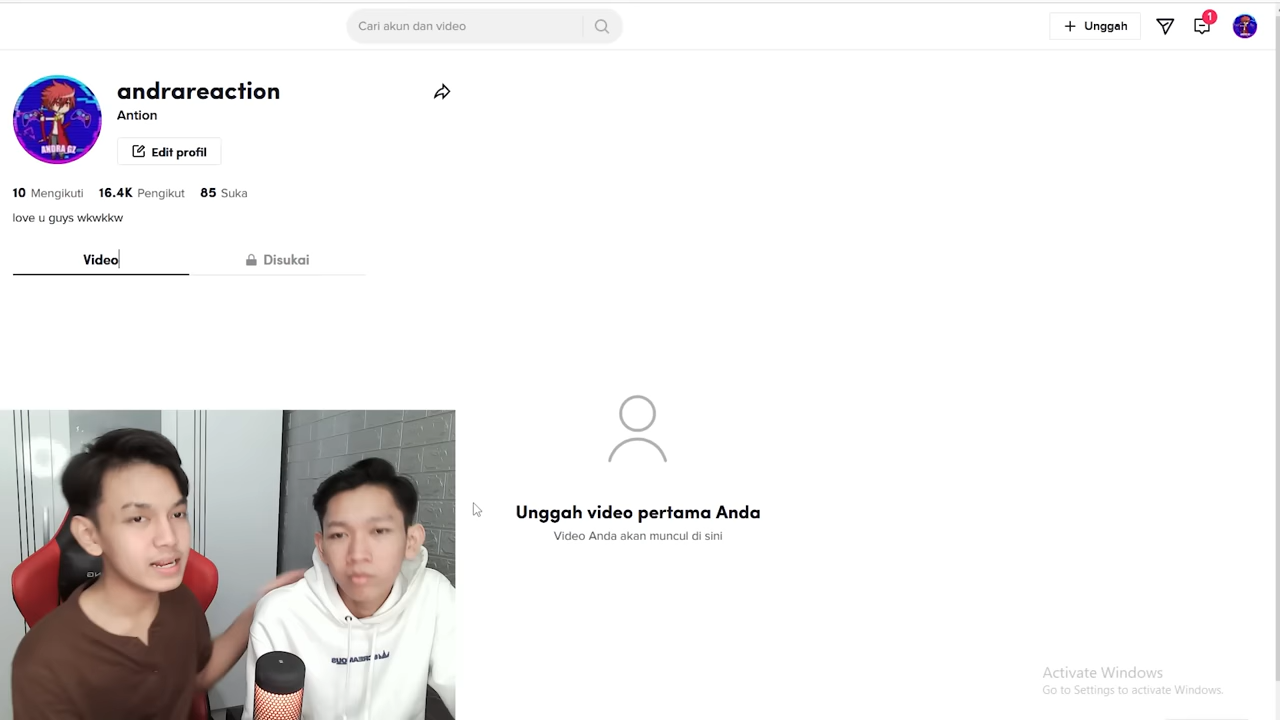 Cari akun dan video
Unggah
1
andrareaction
Antion
Edit profil
10 Mengikuti 16.4K Pengikut 85 Suka
love u guys wkwkkw
Video
Disukai
ANDRA GZ
Unggah video pertama Anda
Video Anda akan muncul di sini
Activate Windows
Go to Settings to activate Windows.